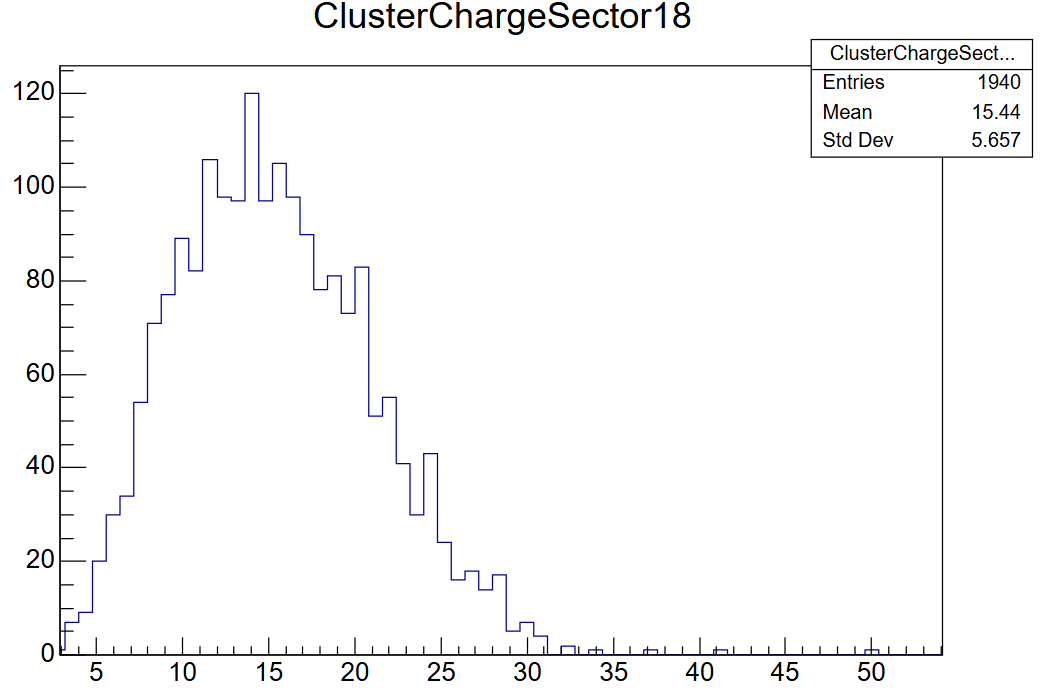 ClusterChargeSector18
ClusterChargeSect...
Entries 1940
Mean 15.44
Std Dev 5.657
120
100
80
60
40
20
0
5 10 15 20 25 30 35 40 45 50